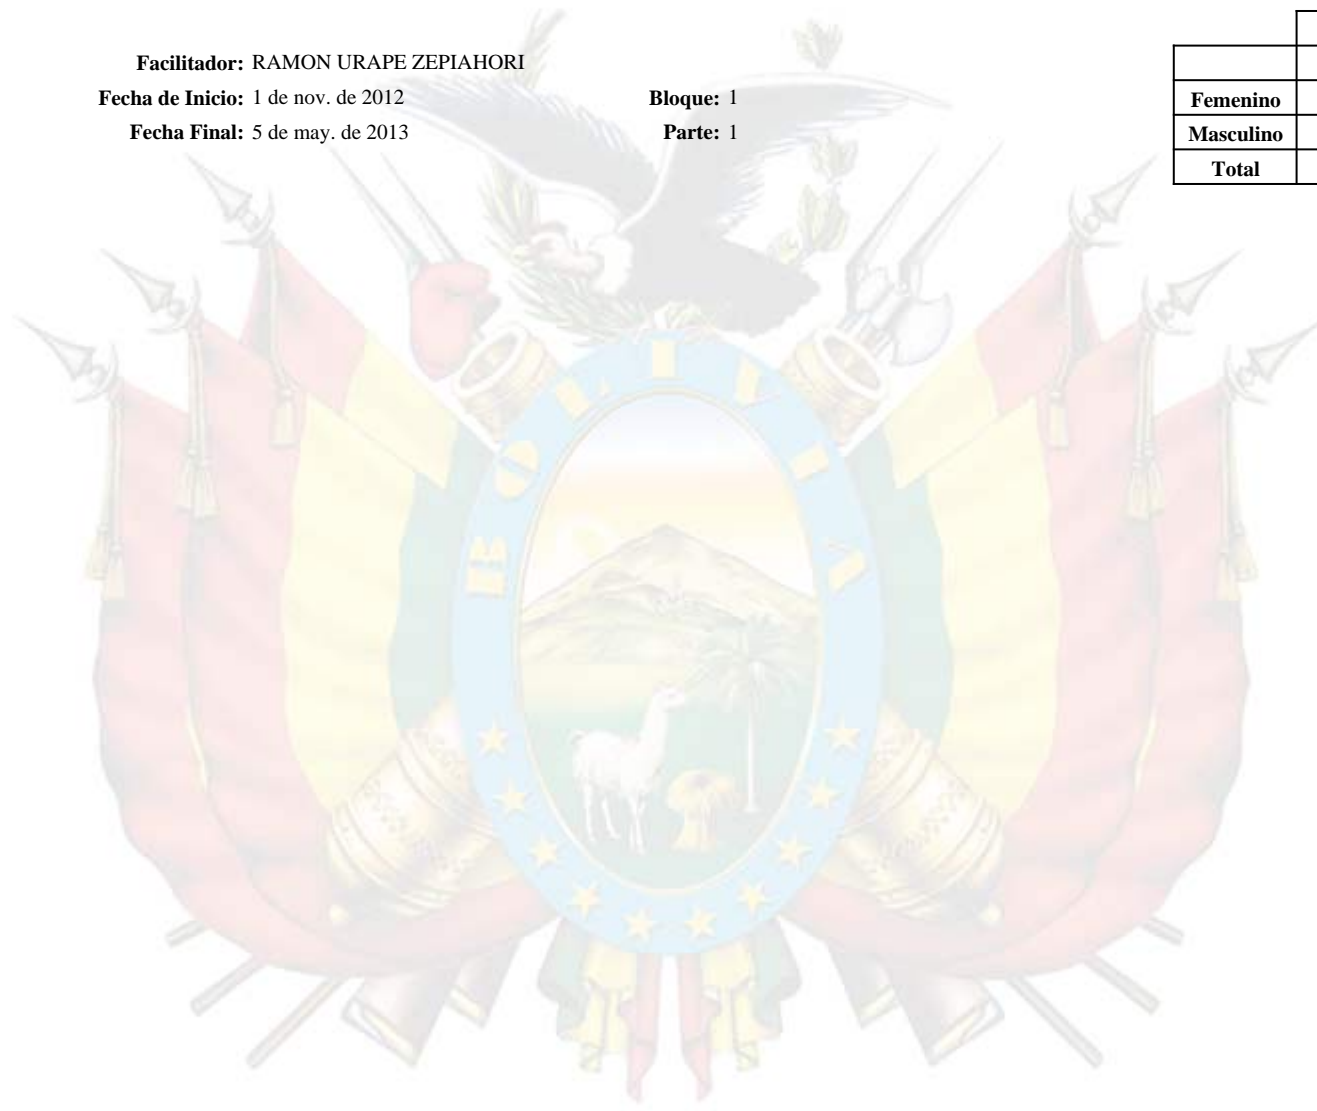 Facilitador: RAMON URAPE ZEPIAHORI
Fecha de Inicio: 1 de nov. de 2012 Bloque: 1
Fecha Final: 5 de may. de 2013 Parte: 1
Femenino
Masculino
Total
BOLIVIA